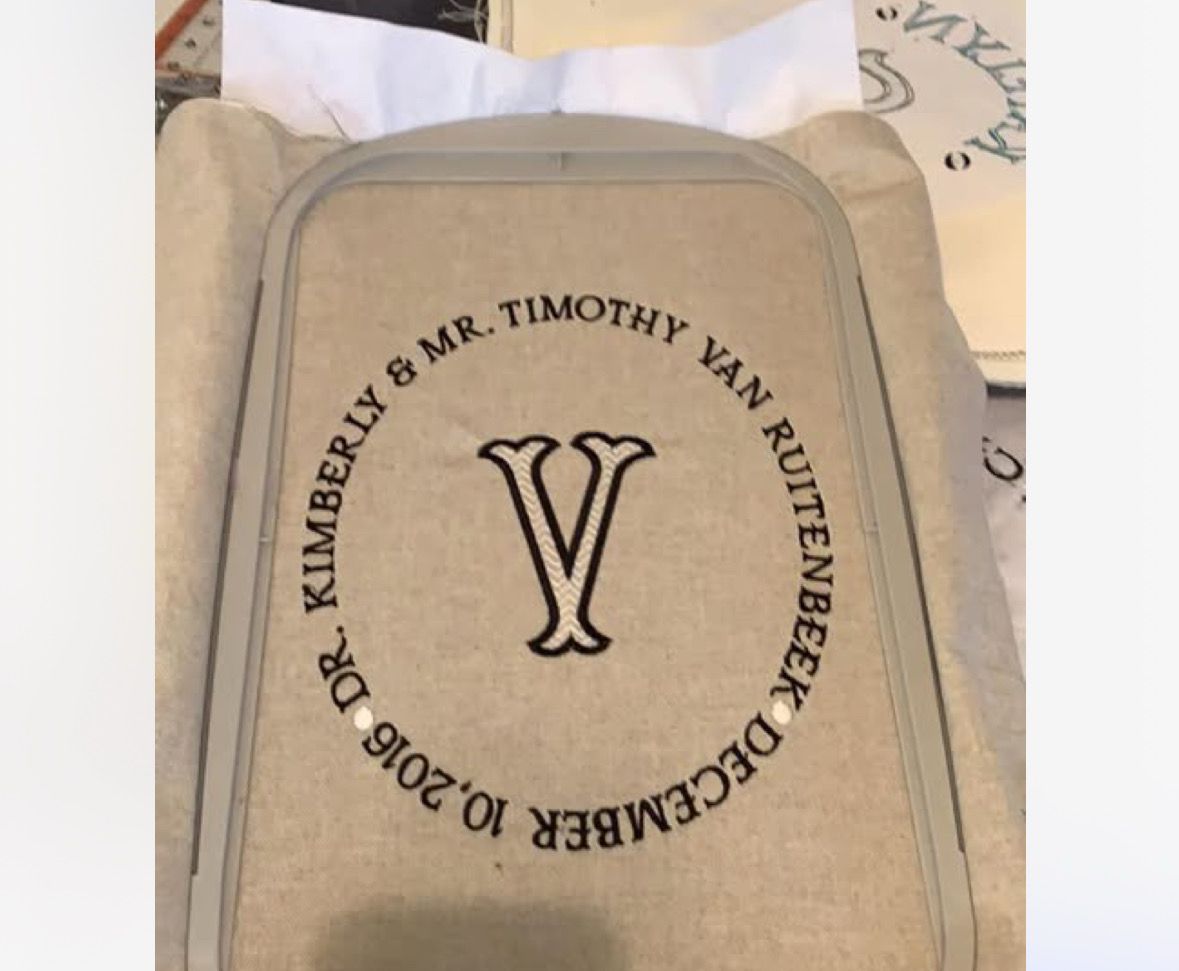 DR. KIMBERLY & MR. TIMOTHY VAN RUITENBEEK
DECEMBER 10,2016
V